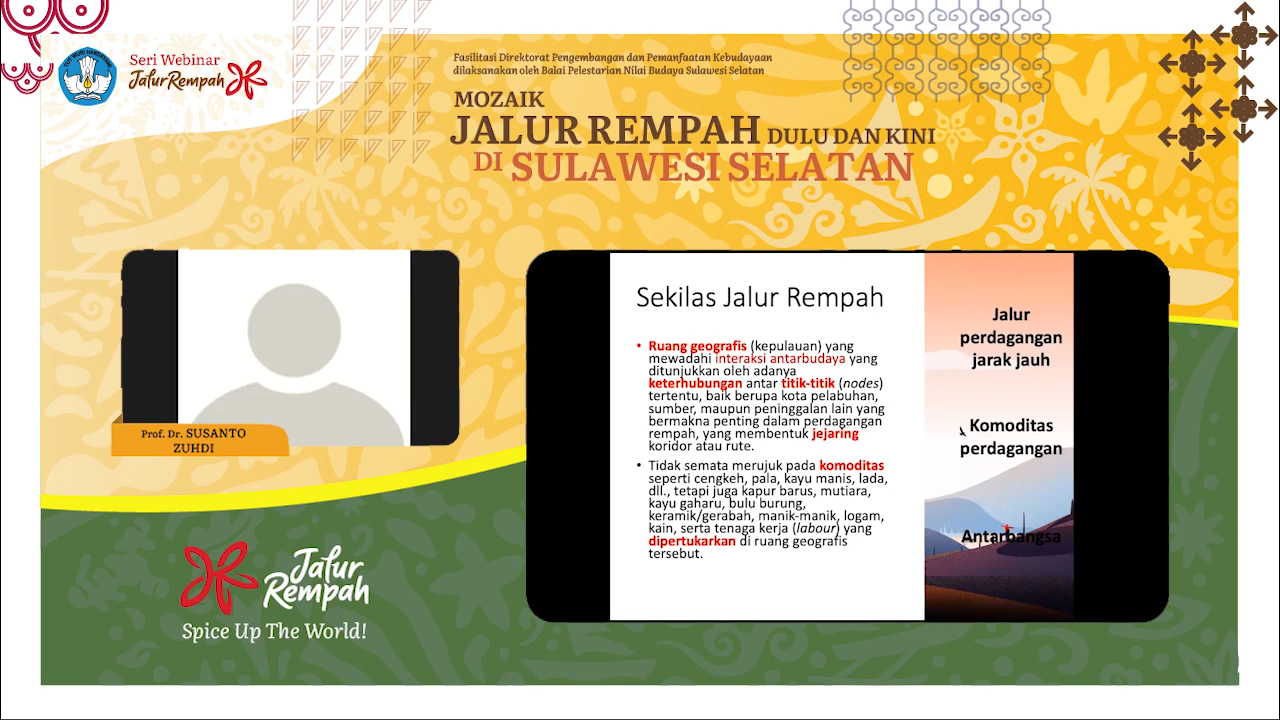 Seri Webinar
Jalur Rempah
Fasilitasi Direktorat Pengembangan dan Pemanfaatan Kebudayaan
dilaksanakan oleh Balai Pelestarian Nilai Budaya Sulawesi Selatan
MOZAIK
JALUR REMPAH DULU DAN KINI
DI SULAWESI SELATAN
Prof. Dr. SUSANTO
ZUHDI
Sekilas Jalur Rempah
• Ruang geografis (kepulauan) yang
mewadahi interaksi antarbudaya yang
ditunjukkan oleh adanya
keterhubungan antar titik-titik (nodes)
tertentu, baik berupa kota pelabuhan,
sumber, maupun peninggalan lain yang
bermakna penting dalam perdagangan
rempah, yang membentuk jejaring
koridor atau rute.
• Tidak semata merujuk pada komoditas
seperti cengkeh, pala, kayu manis, lada,
dll., tetapi juga kapur barus, mutiara,
kayu gaharu, bulu burung,
keramik/gerabah, manik-manik, logam,
kain, serta tenaga kerja (labour) yang
dipertukarkan di ruang geografis
tersebut.
Jalur
perdagangan
jarak jauh
Komoditas
perdagangan
Antarbangsa
Jalur
Rempah
Spice Up The World!